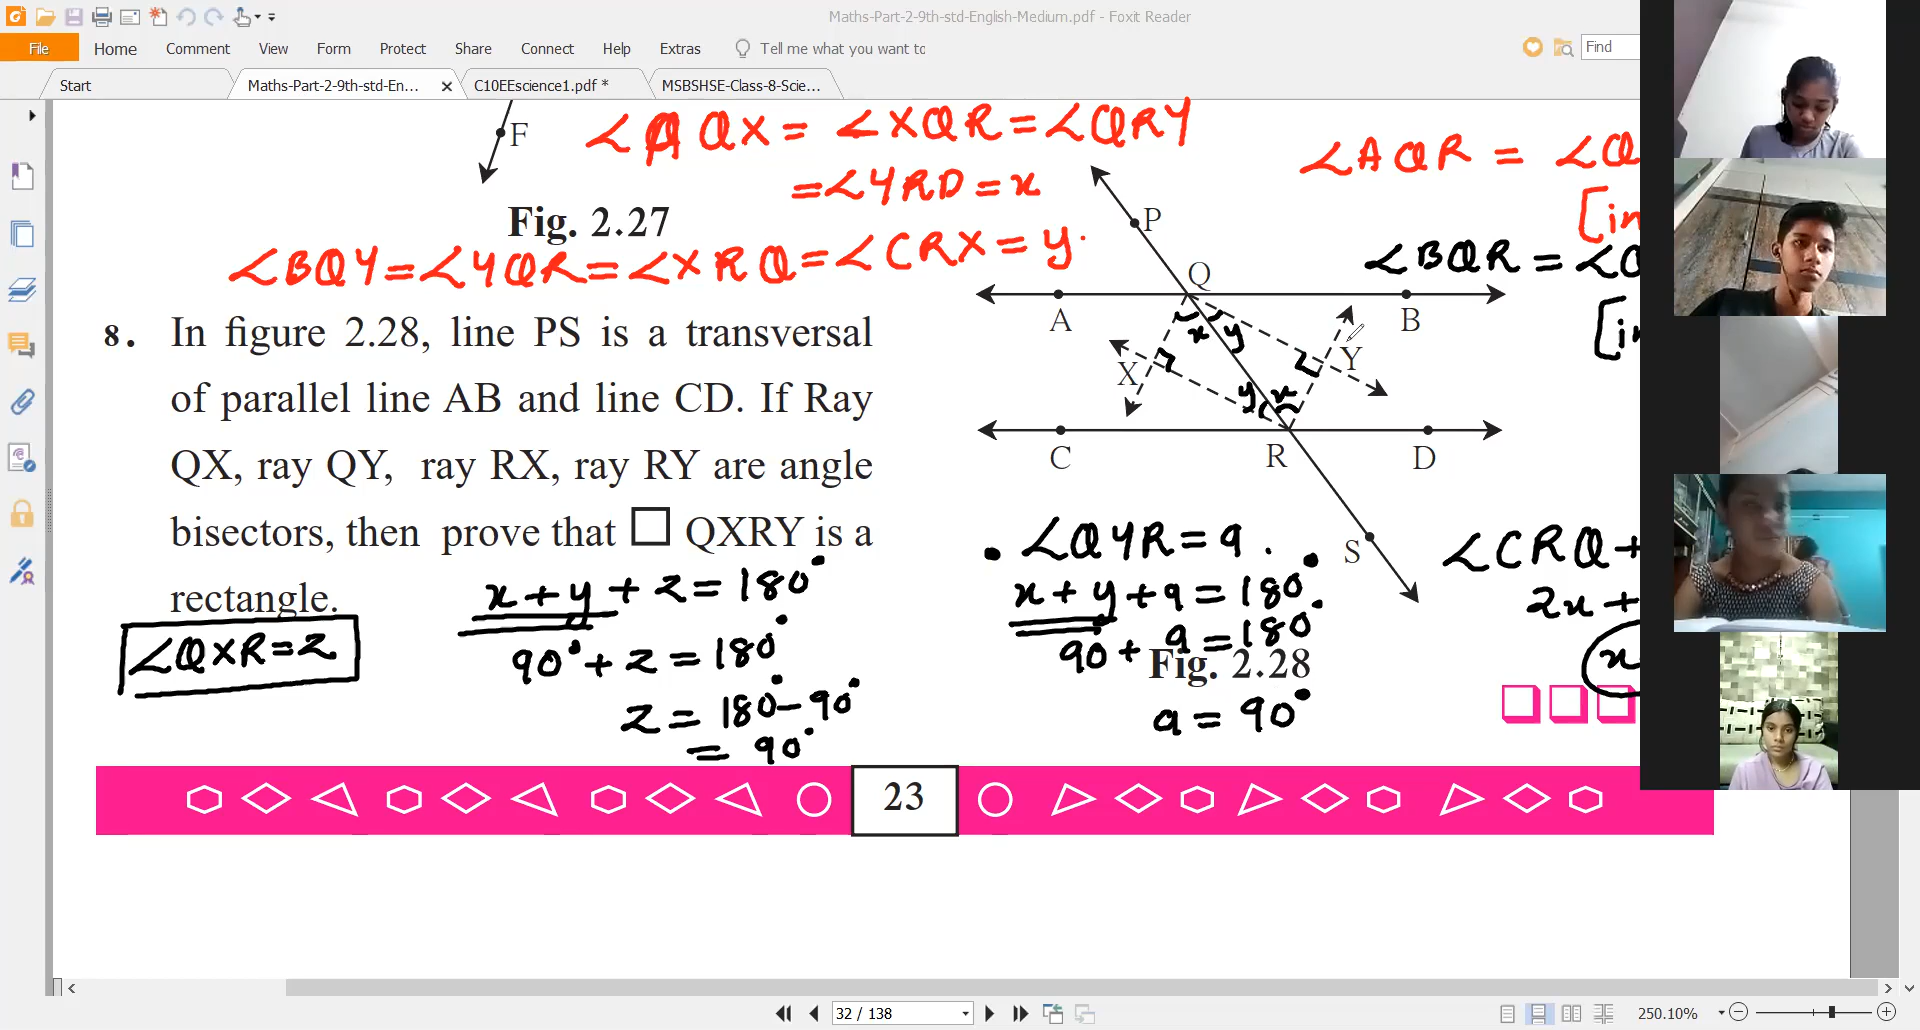 Maths-Part-2-9th-std-English-Medium.pdf - Foxit Reader
File Home Comment View Form Protect Share Connect Help Extras Tell me what you want to Find
Start Maths-Part-2-9th-std-En... C10EEscience1.pdf * MSBSHSE-Class-8-Scie...
F
∠AQX = ∠XQR = ∠QRY
= ∠YRD = x
Fig. 2.27
∠BQY = ∠YQR = ∠XRQ = ∠CRX = y.
∠AQR = ∠Q
[in
∠BQR = ∠Q
[in
P
Q
A B
x y
X Y
y x
C R D
S
8. In figure 2.28, line PS is a transversal
of parallel line AB and line CD. If Ray
QX, ray QY, ray RX, ray RY are angle
bisectors, then prove that □ QXRY is a
rectangle.
∠QXR = z
x + y + z = 180°
90° + z = 180°
z = 180° - 90°
= 90°
∠QYR = a.
x + y + a = 180°
90 + a = 180°
a = 90°
Fig. 2.28
∠CRQ +
2x +
x
23
32 / 138
250.10%